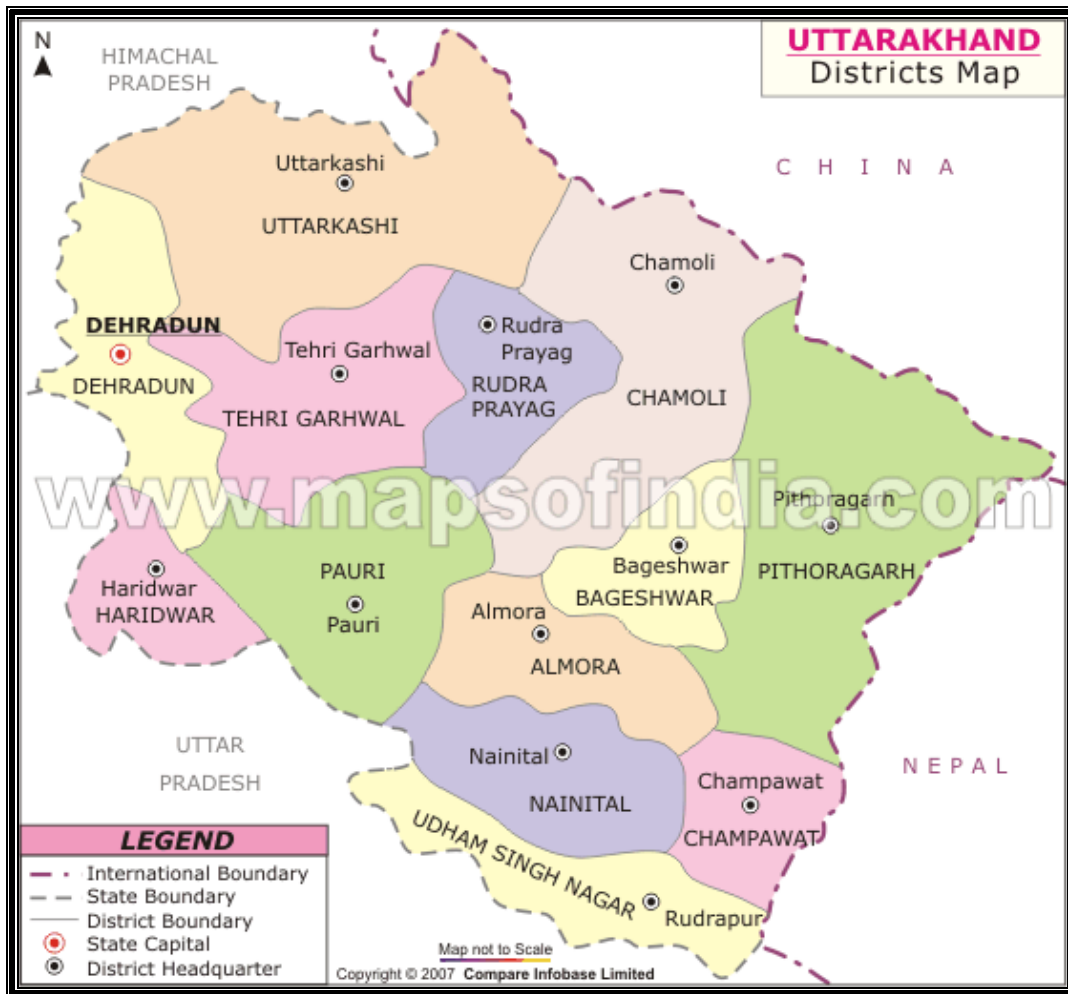 UTTARAKHAND
Districts Map
N
HIMACHAL
PRADESH
CHINA
Uttarkashi
UTTARKASHI
Chamoli
CHAMOLI
DEHRADUN
DEHRADUN
Tehri Garhwal
TEHRI GARHWAL
Rudra
Prayag
RUDRA
PRAYAG
www.mapsofindia.com
Pithoragarh
PITHORAGARH
Haridwar
HARIDWAR
PAURI
Pauri
Bageshwar
BAGESHWAR
Almora
ALMORA
UTTAR
PRADESH
Nainital
NAINITAL
NEPAL
Champawat
CHAMPAWAT
UDHAM SINGH NAGAR
Rudrapur
LEGEND
International Boundary
State Boundary
District Boundary
State Capital
District Headquarter
Map not to Scale
Copyright © 2007 Compare Infobase Limited